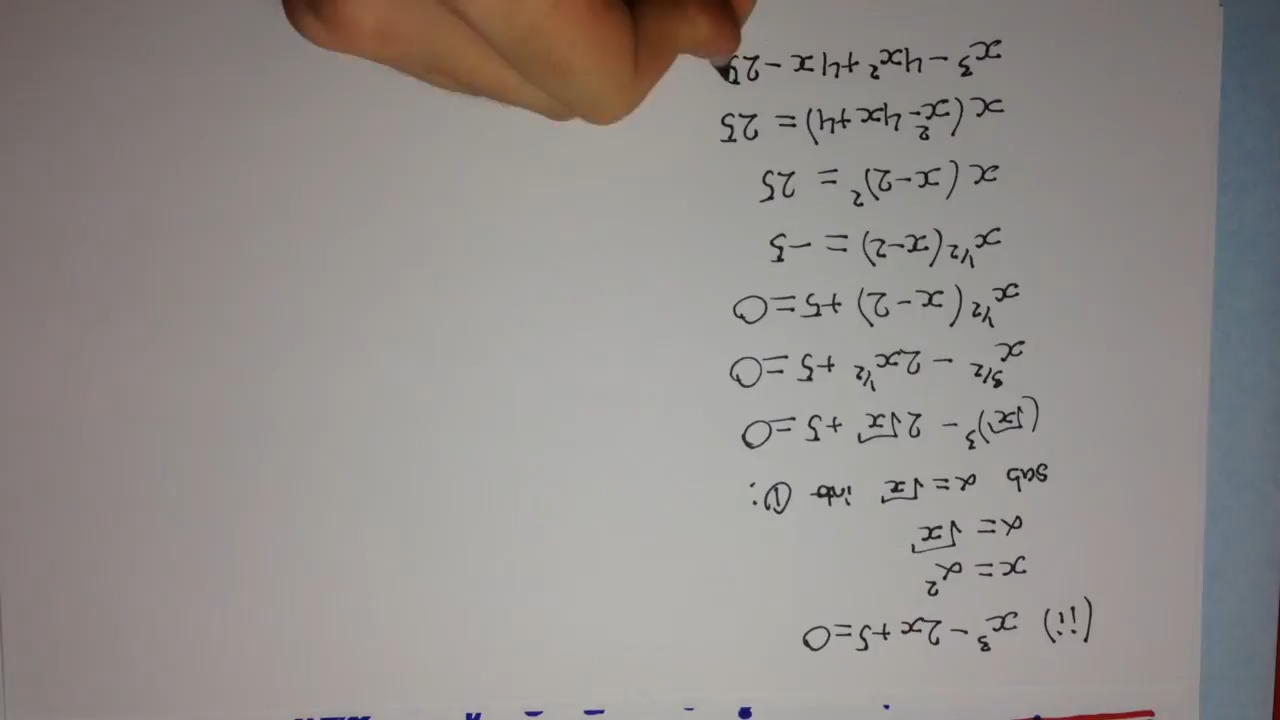 (ii) x³ - 2x + 5 = 0
x = α²
α = √x
sub α = √x into ①:
(√x)³ - 2√x + 5 = 0
x^3/2 - 2x^1/2 + 5 = 0
x^1/2 (x - 2) + 5 = 0
x^1/2 (x - 2) = -5
x (x - 2)² = 25
x (x² - 4x + 4) = 25
x³ - 4x² + 4x - 25